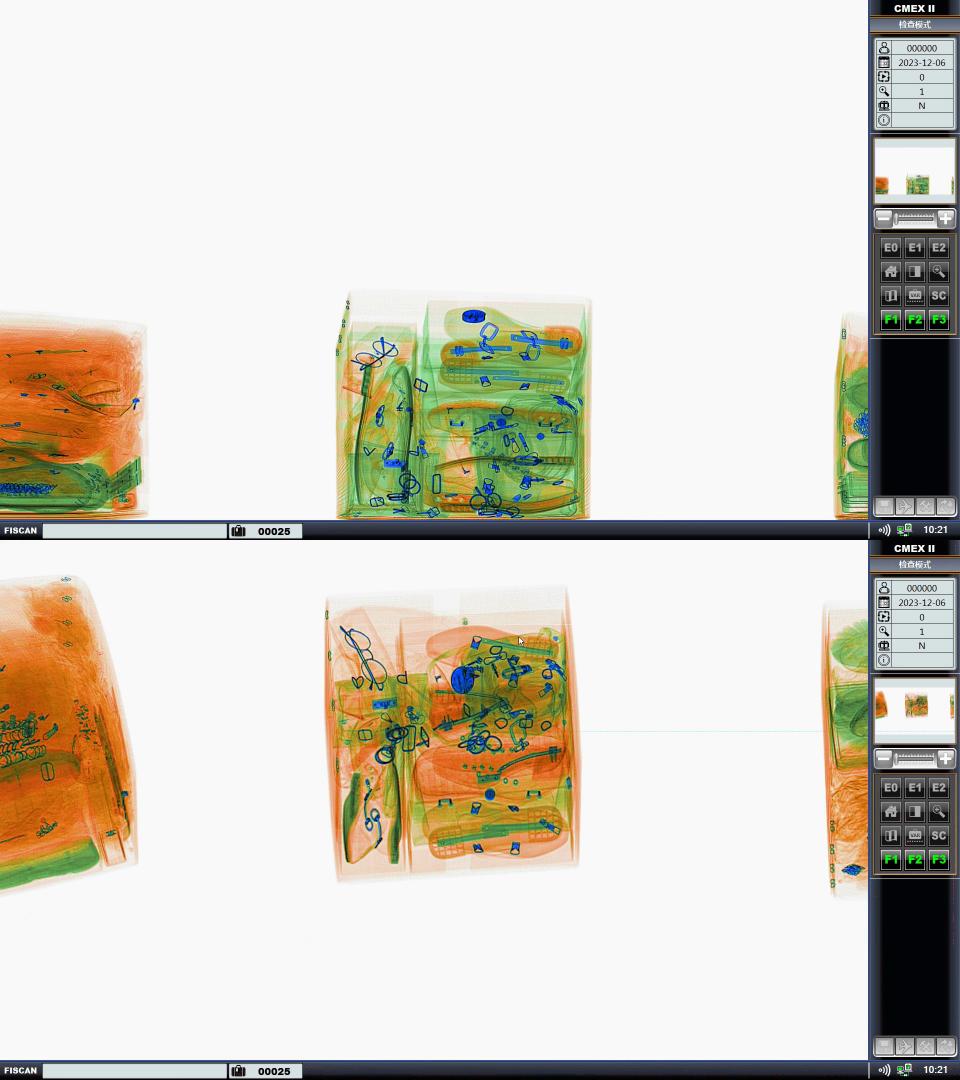 CMEX II
检查模式
000000
2023-12-06
0
1
N
E0 E1 E2
VAR SC
F1 F2 F3
FISCAN 00025 10:21
CMEX II
检查模式
000000
2023-12-06
0
1
N
E0 E1 E2
VAR SC
F1 F2 F3
FISCAN 00025 10:21